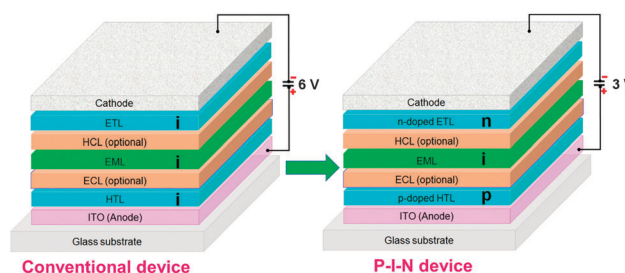 6 V
Cathode
ETL i
HCL (optional)
EML i
ECL (optional)
HTL i
ITO (Anode)
Glass substrate
Conventional device
3 V
Cathode
n-doped ETL n
HCL (optional)
EML i
ECL (optional)
p-doped HTL p
ITO (Anode)
Glass substrate
P-I-N device